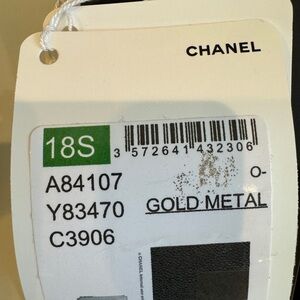 CHANEL
18S
3 572641 432306
A84107 O-
Y83470 GOLD METAL
C3906